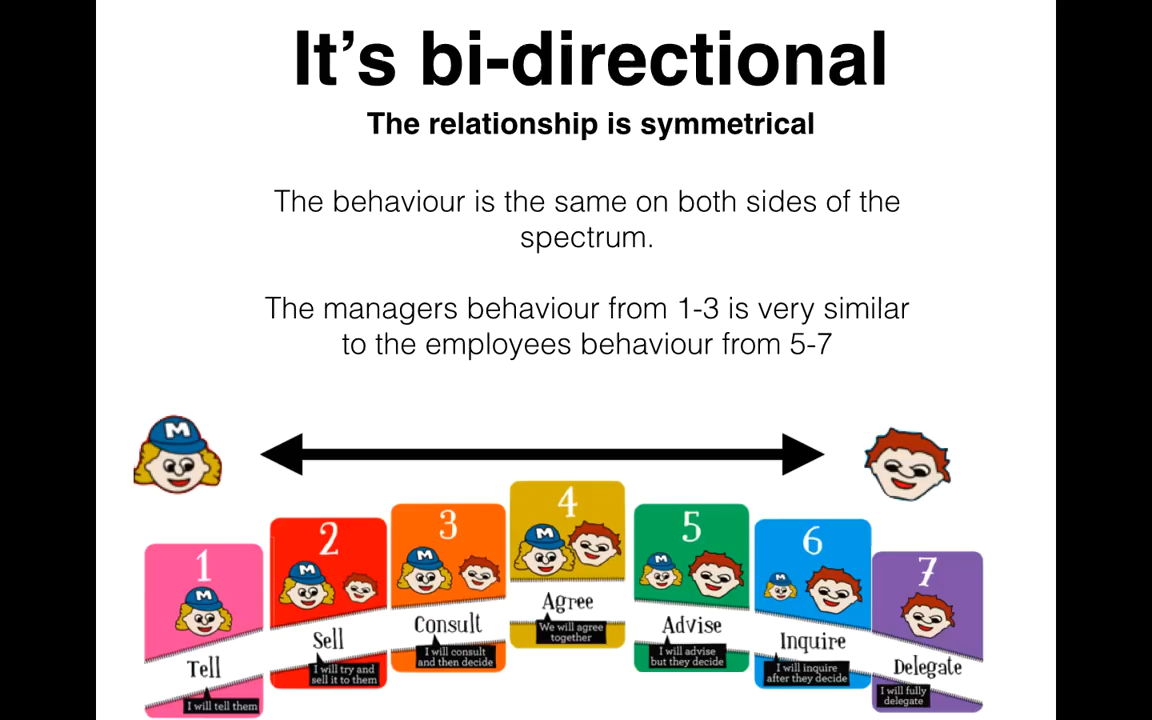 It's bi-directional
The relationship is symmetrical
The behaviour is the same on both sides of the
spectrum.
The managers behaviour from 1-3 is very similar
to the employees behaviour from 5-7
M
1
M
Tell
I will tell them
2
M
Sell
I will try and
sell it to them
3
M
Consult
I will consult
and then decide
4
M
Agree
We will agree
together
5
M
Advise
I will advise
but they decide
6
M
Inquire
I will inquire
after they decide
7
Delegate
I will fully
delegate